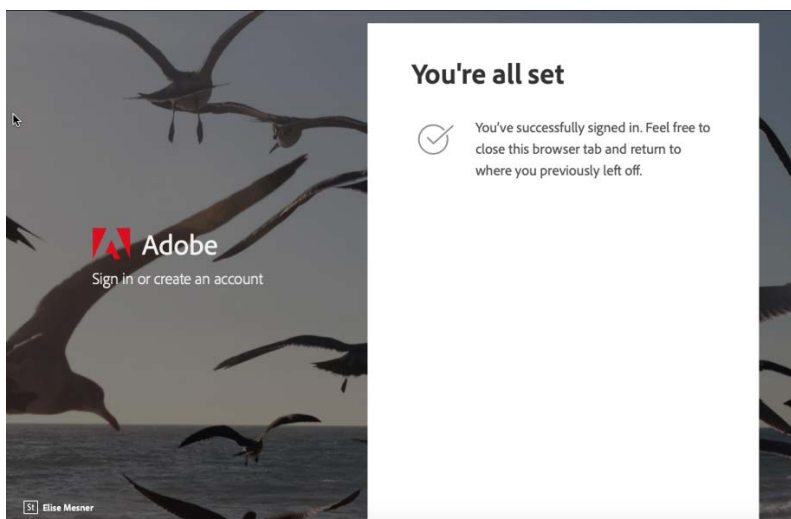 You're all set
You've successfully signed in. Feel free to
close this browser tab and return to
where you previously left off.
Adobe
Sign in or create an account
St Elise Mesner